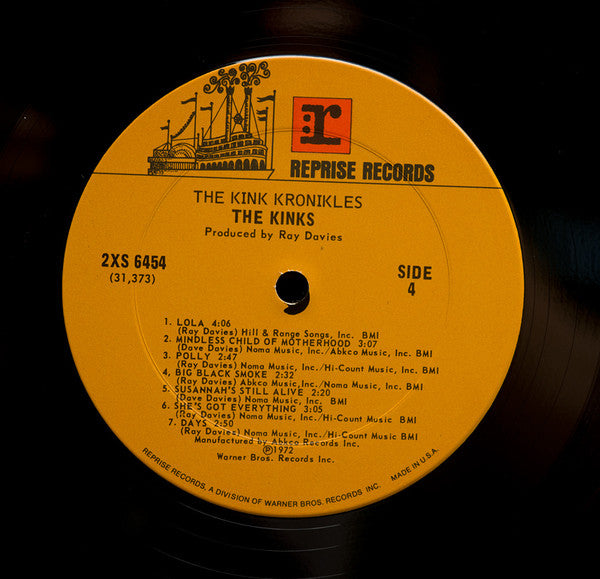 r
REPRISE RECORDS
THE KINK KRONIKLES
THE KINKS
Produced by Ray Davies
2XS 6454
(31,373)
SIDE
4
1. LOLA 4:06
(Ray Davies) Hill & Range Songs, Inc. BMI
2. MINDLESS CHILD OF MOTHERHOOD 3:07
(Dave Davies) Noma Music, Inc./Abkco Music, Inc. BMI
3. POLLY 2:47
(Ray Davies) Noma Music, Inc./Hi-Count Music, Inc. BMI
4. BIG BLACK SMOKE 2:32
(Ray Davies) Abkco Music, Inc./Noma Music, Inc. BMI
5. SUSANNAH'S STILL ALIVE 2:20
(Dave Davies) Noma Music, Inc. BMI
6. SHE'S GOT EVERYTHING 3:05
(Ray Davies) Noma Music, Inc./Hi-Count Music BMI
7. DAYS 2:50
(Ray Davies) Noma Music, Inc./Hi-Count Music BMI
Manufactured by Abkco Records Inc.
Ⓟ1972
Warner Bros. Records Inc.
REPRISE RECORDS, A DIVISION OF WARNER BROS. RECORDS INC. MADE IN U.S.A.